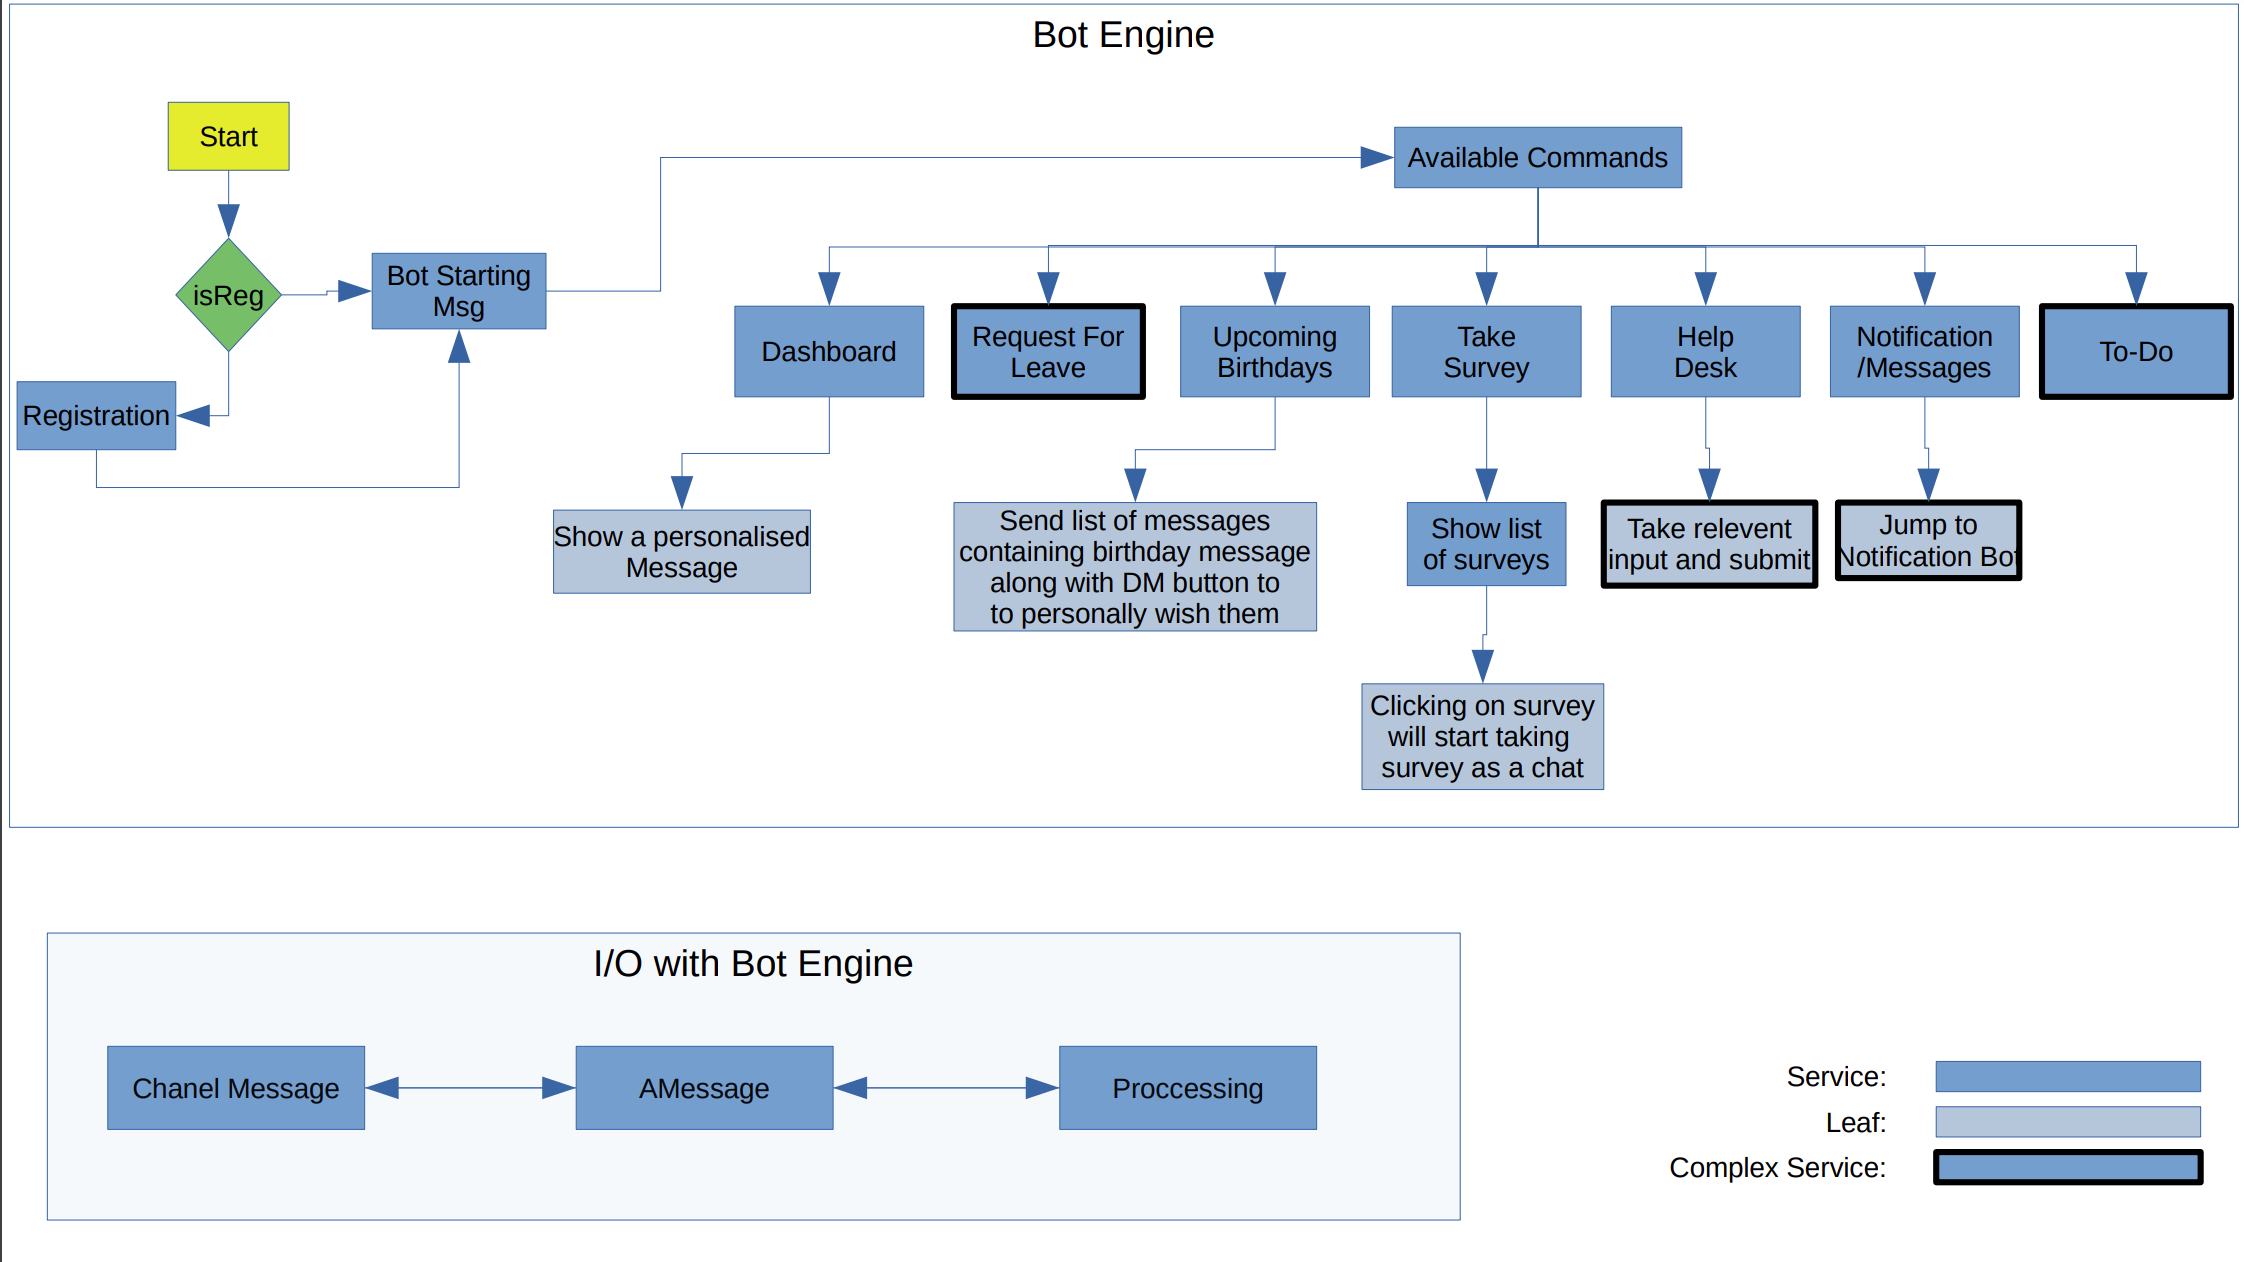 Bot Engine
Start
isReg
Bot Starting
Msg
Registration
Available Commands
Dashboard
Request For
Leave
Upcoming
Birthdays
Take
Survey
Help
Desk
Notification
/Messages
To-Do
Show a personalised
Message
Send list of messages
containing birthday message
along with DM button to
to personally wish them
Show list
of surveys
Take relevent
input and submit
Jump to
Notification Bot
Clicking on survey
will start taking
survey as a chat
I/O with Bot Engine
Chanel Message
AMessage
Proccessing
Service:
Leaf:
Complex Service: